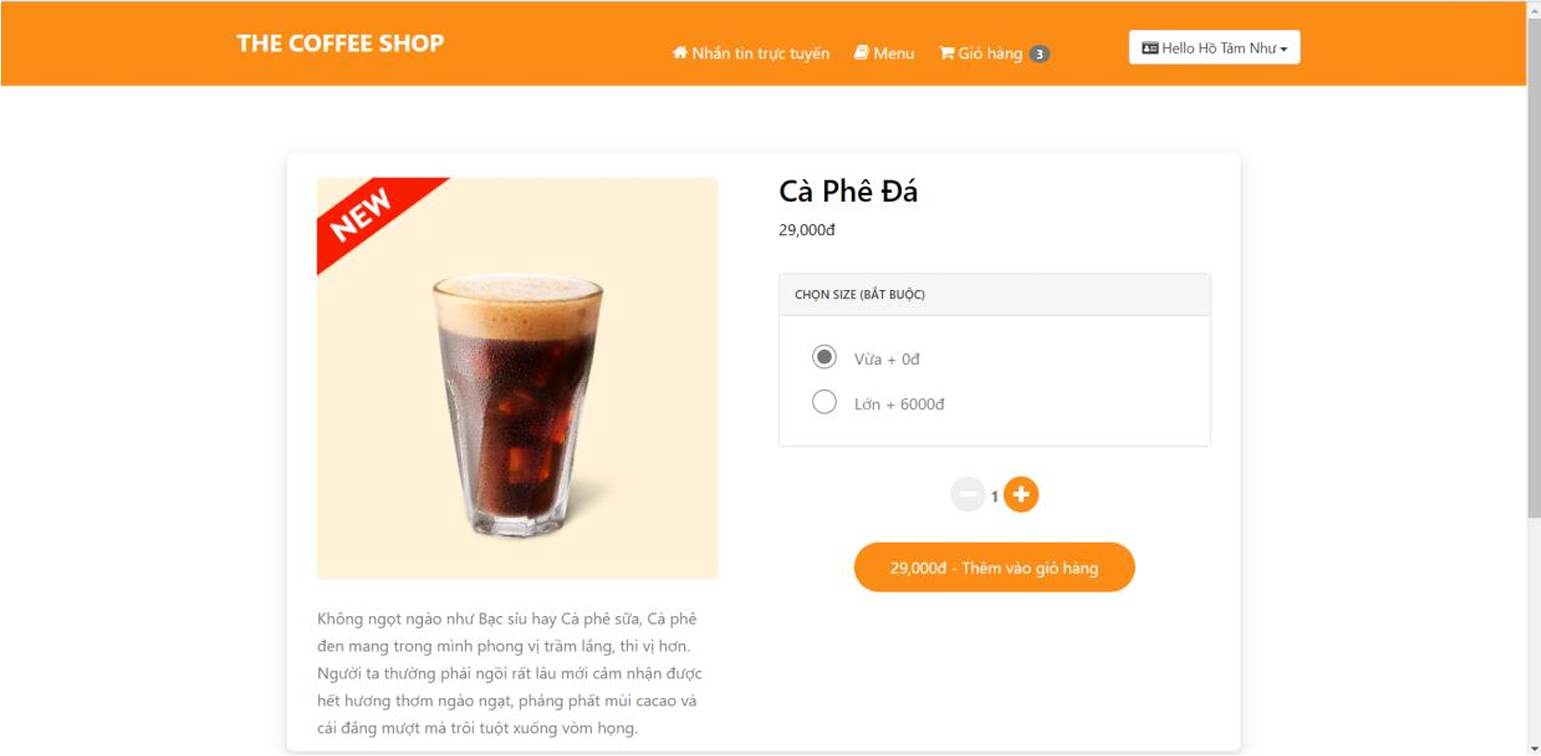 THE COFFEE SHOP
Nhắn tin trực tuyến
Menu
Giỏ hàng 3
Hello Hồ Tâm Như
NEW
Cà Phê Đá
29,000đ
CHỌN SIZE (BẮT BUỘC)
Vừa + 0đ
Lớn + 6000đ
1
29,000đ - Thêm vào giỏ hàng
Không ngọt ngào như Bạc sỉu hay Cà phê sữa, Cà phê
đen mang trong mình phong vị trầm lắng, thi vị hơn.
Người ta thường phải ngồi rất lâu mới cảm nhận được
hết hương thơm ngào ngạt, phảng phất mùi cacao và
cái đắng mượt mà trôi tuột xuống vòm họng.